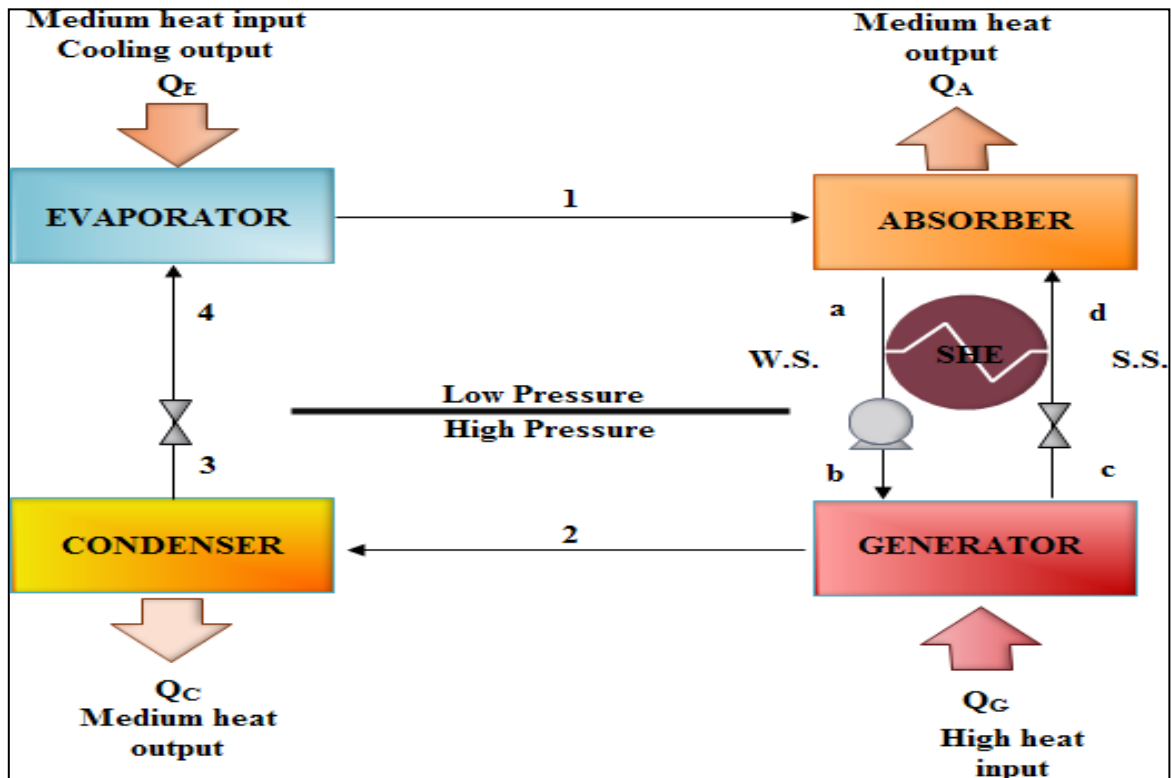 Medium heat input
Cooling output
QE
Medium heat
output
QA
EVAPORATOR
1
ABSORBER
4
a
d
W.S.
SHE
S.S.
Low Pressure
High Pressure
3
b
c
CONDENSER
2
GENERATOR
QC
Medium heat
output
QG
High heat
input